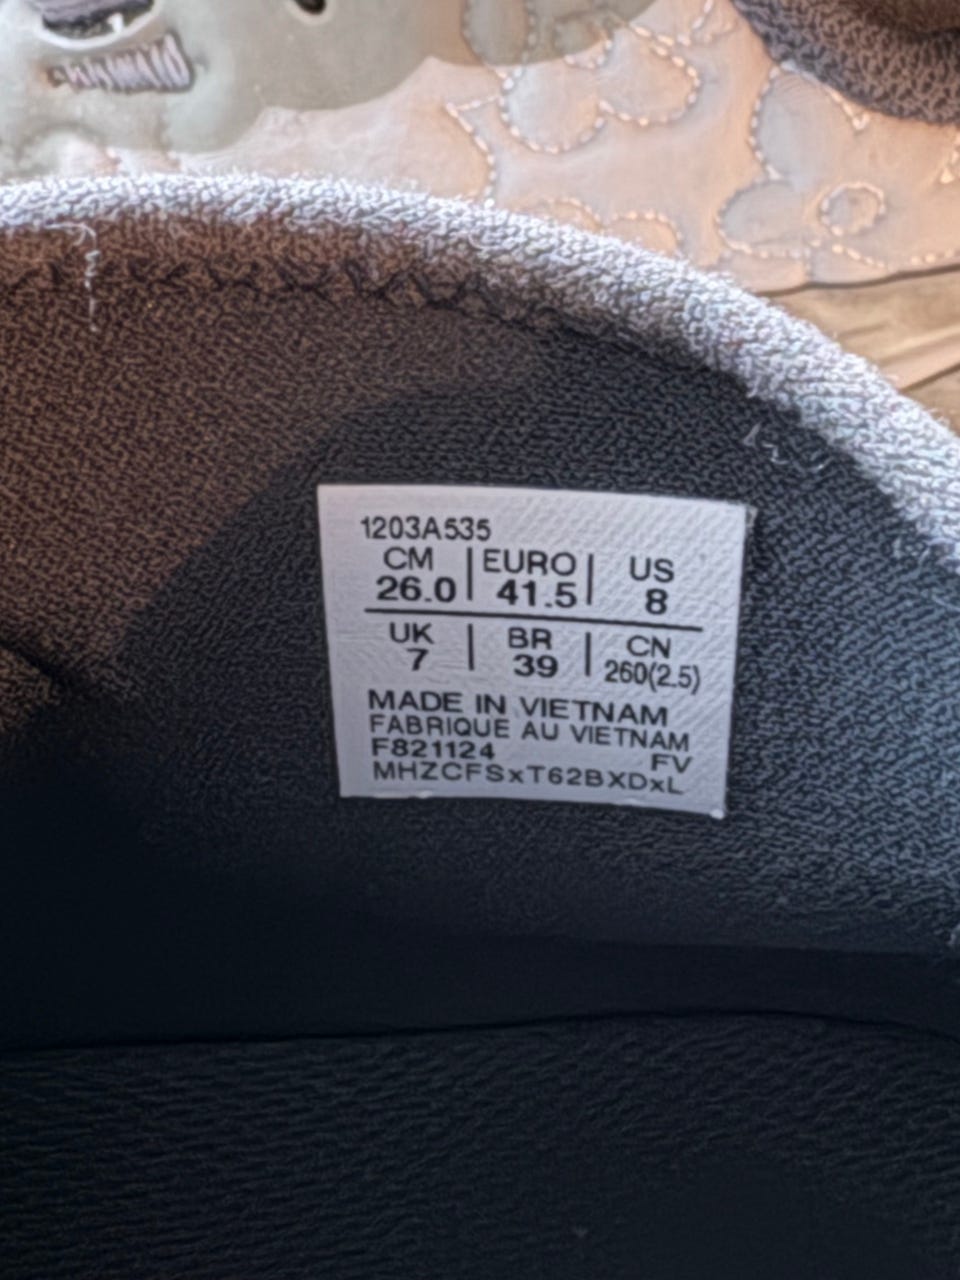 1203A535
CM | EURO | US
26.0 | 41.5 | 8
UK | BR | CN
7 | 39 | 260(2.5)
MADE IN VIETNAM
FABRIQUE AU VIETNAM
F821124 FV
MHZCFSxT62BXDxL